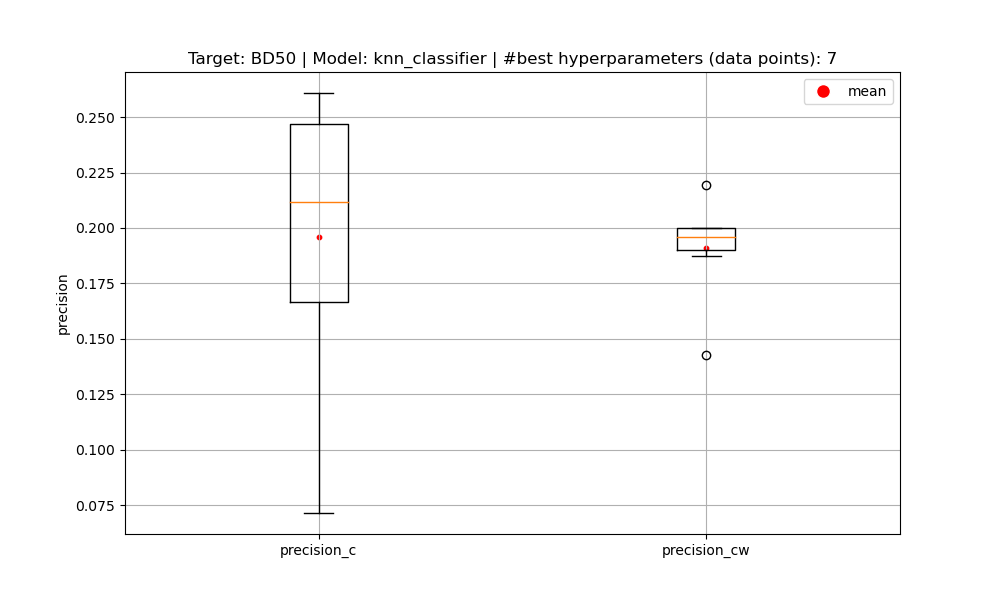 Target: BD50 | Model: knn_classifier | #best hyperparameters (data points): 7
mean
0.250
0.225
0.200
0.175
0.150
0.125
0.100
0.075
precision
precision_c
precision_cw